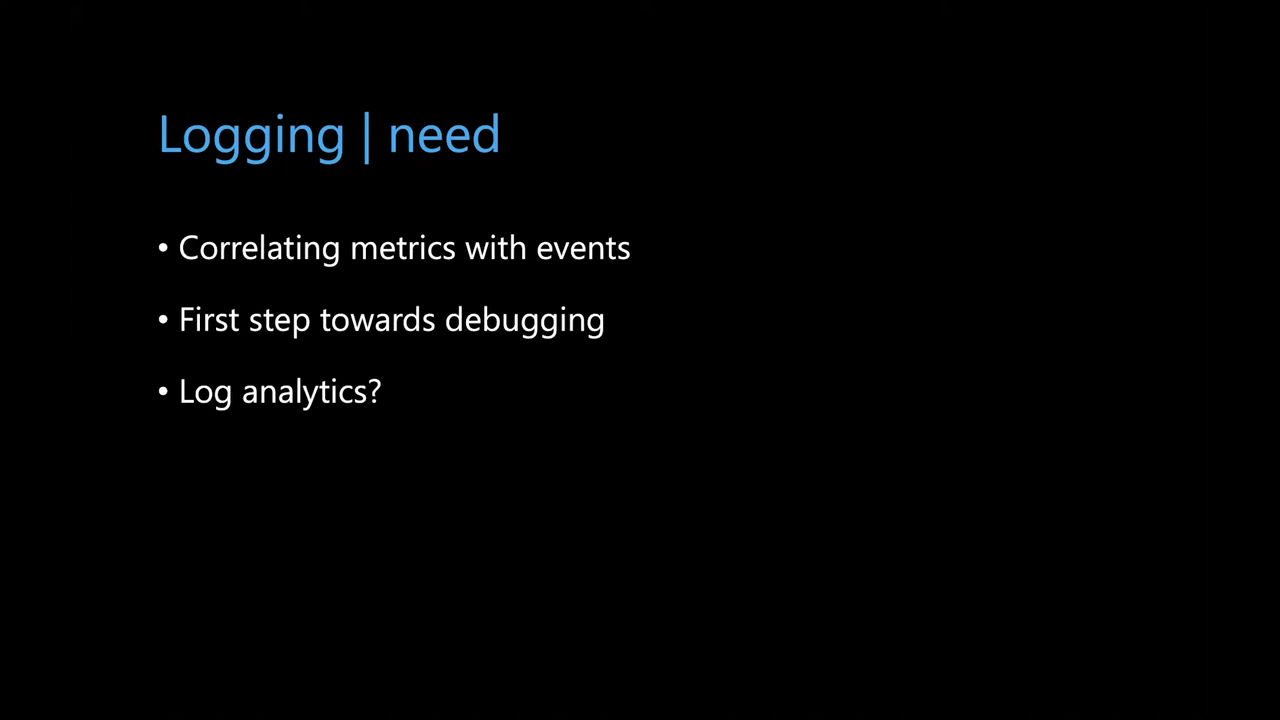 Logging | need
• Correlating metrics with events
• First step towards debugging
• Log analytics?